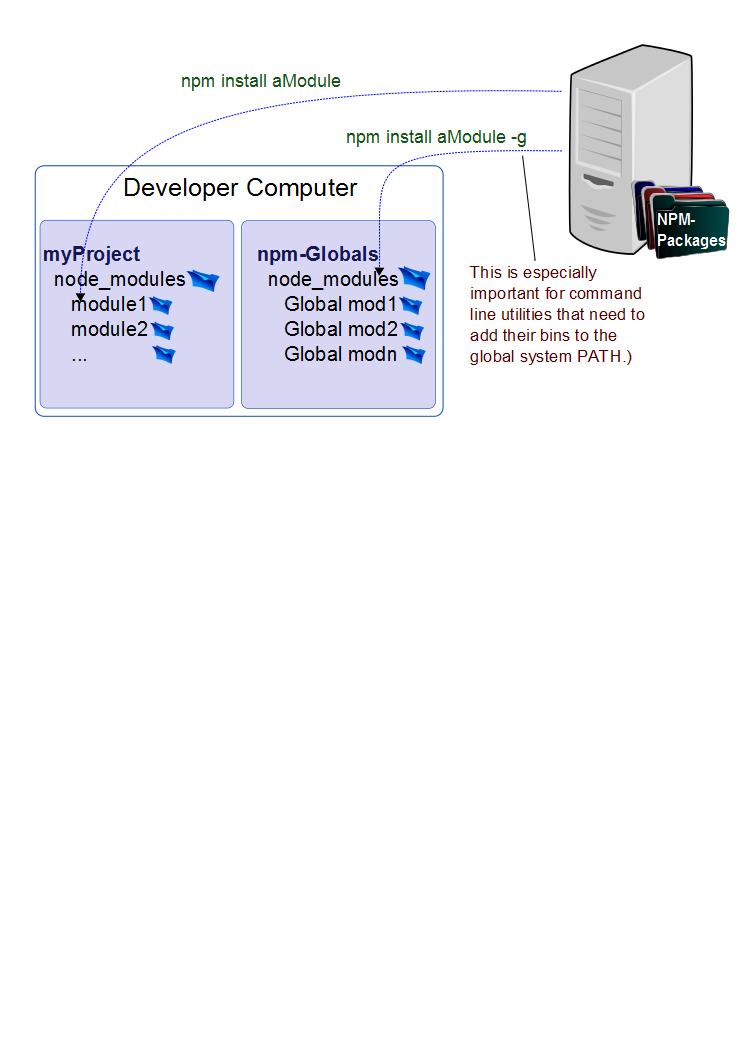 npm install aModule
npm install aModule -g
Developer Computer
myProject
node_modules
module1
module2
...
npm-Globals
node_modules
Global mod1
Global mod2
Global modn
NPM-
Packages
This is especially
important for command
line utilities that need to
add their bins to the
global system PATH.)